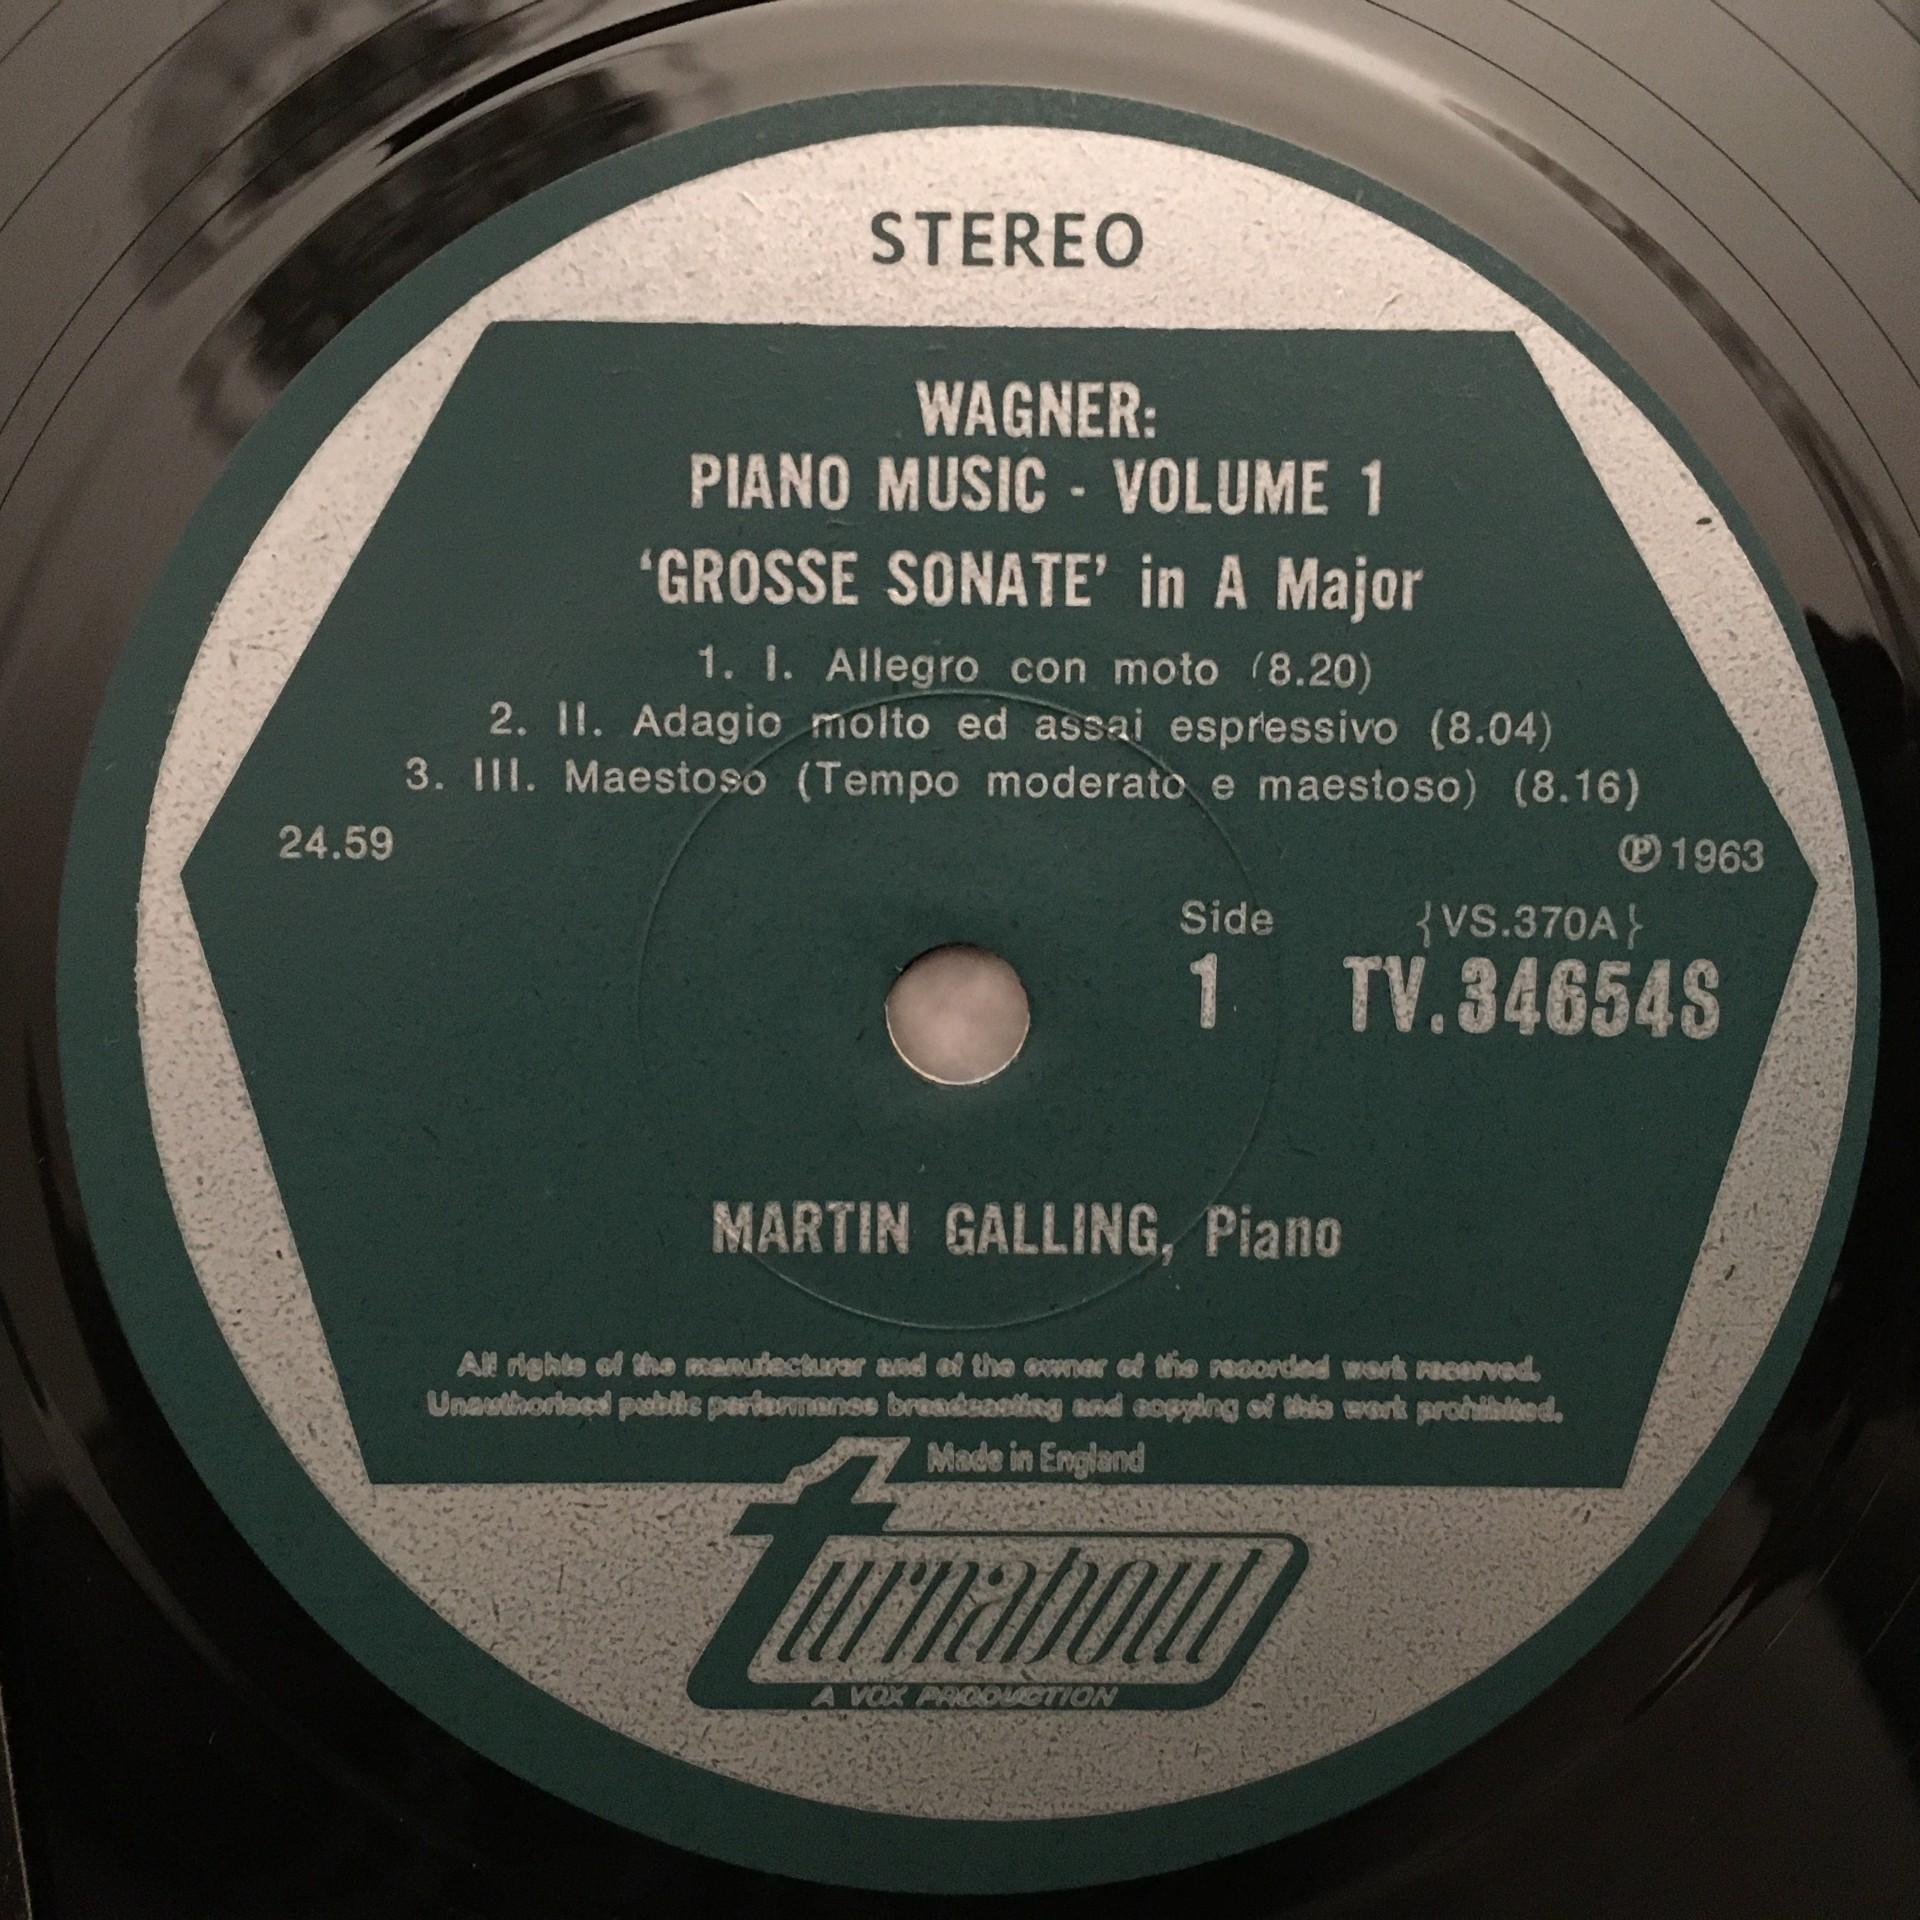 STEREO
WAGNER:
PIANO MUSIC - VOLUME 1
‘GROSSE SONATE’ in A Major
1. I. Allegro con moto (8.20)
2. II. Adagio molto ed assai espressivo (8.04)
3. III. Maestoso (Tempo moderato e maestoso) (8.16)
24.59
℗ 1963
Side
{VS.370A}
1 TV.34654S
MARTIN GALLING, Piano
All rights of the manufacturer and of the owner of the recorded work reserved.
Unauthorised public performance broadcasting and copying of this work prohibited.
Made in England
turnabout
A VOX PRODUCTION